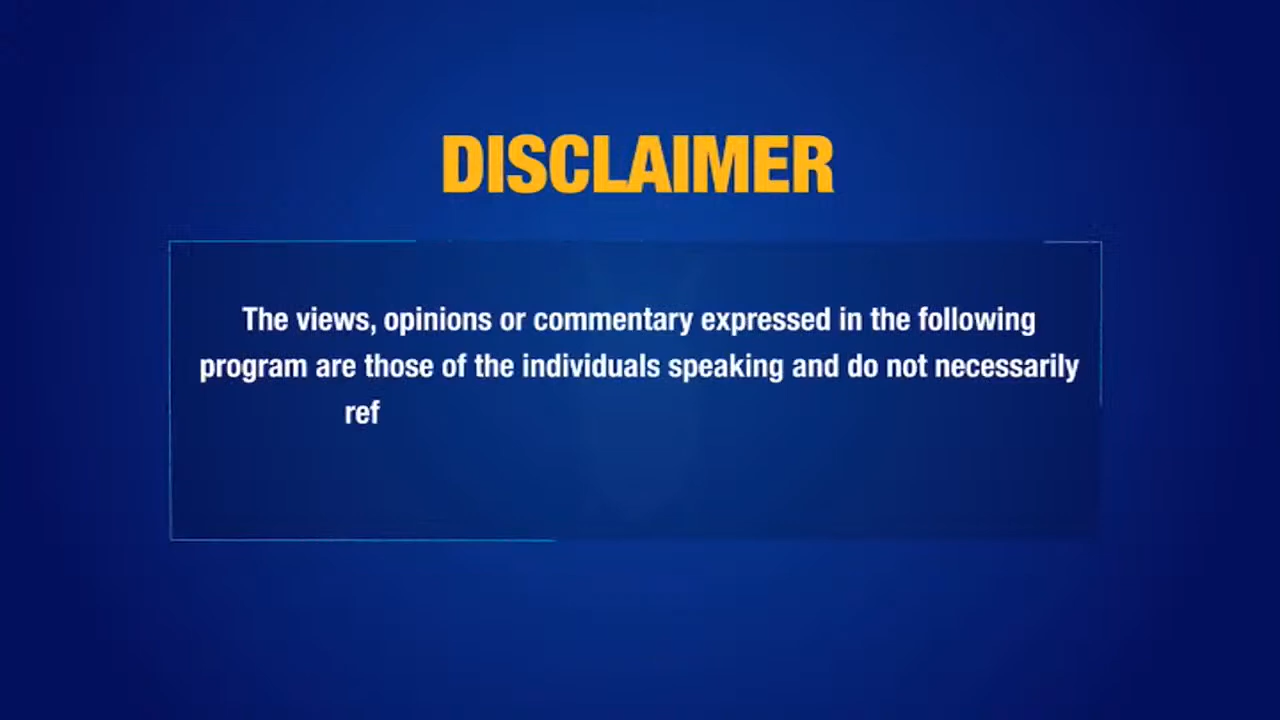 DISCLAIMER
The views, opinions or commentary expressed in the following
program are those of the individuals speaking and do not necessarily
ref